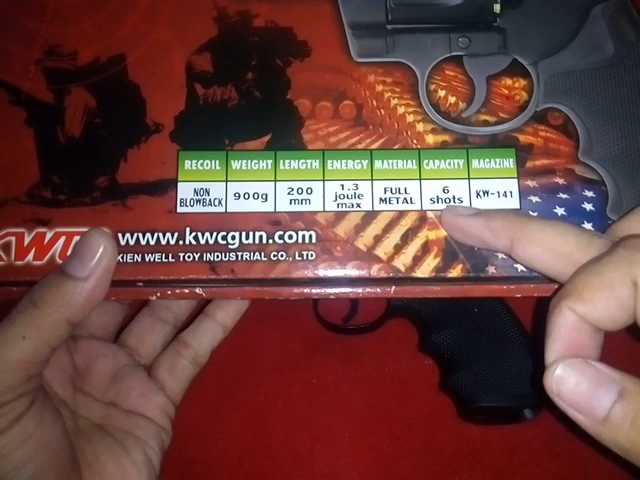 RECOIL WEIGHT LENGTH ENERGY MATERIAL CAPACITY MAGAZINE
NON BLOWBACK 900g 200 mm 1.3 joule max FULL METAL 6 shots KW-141
www.kwcgun.com
KIEN WELL TOY INDUSTRIAL CO., LTD